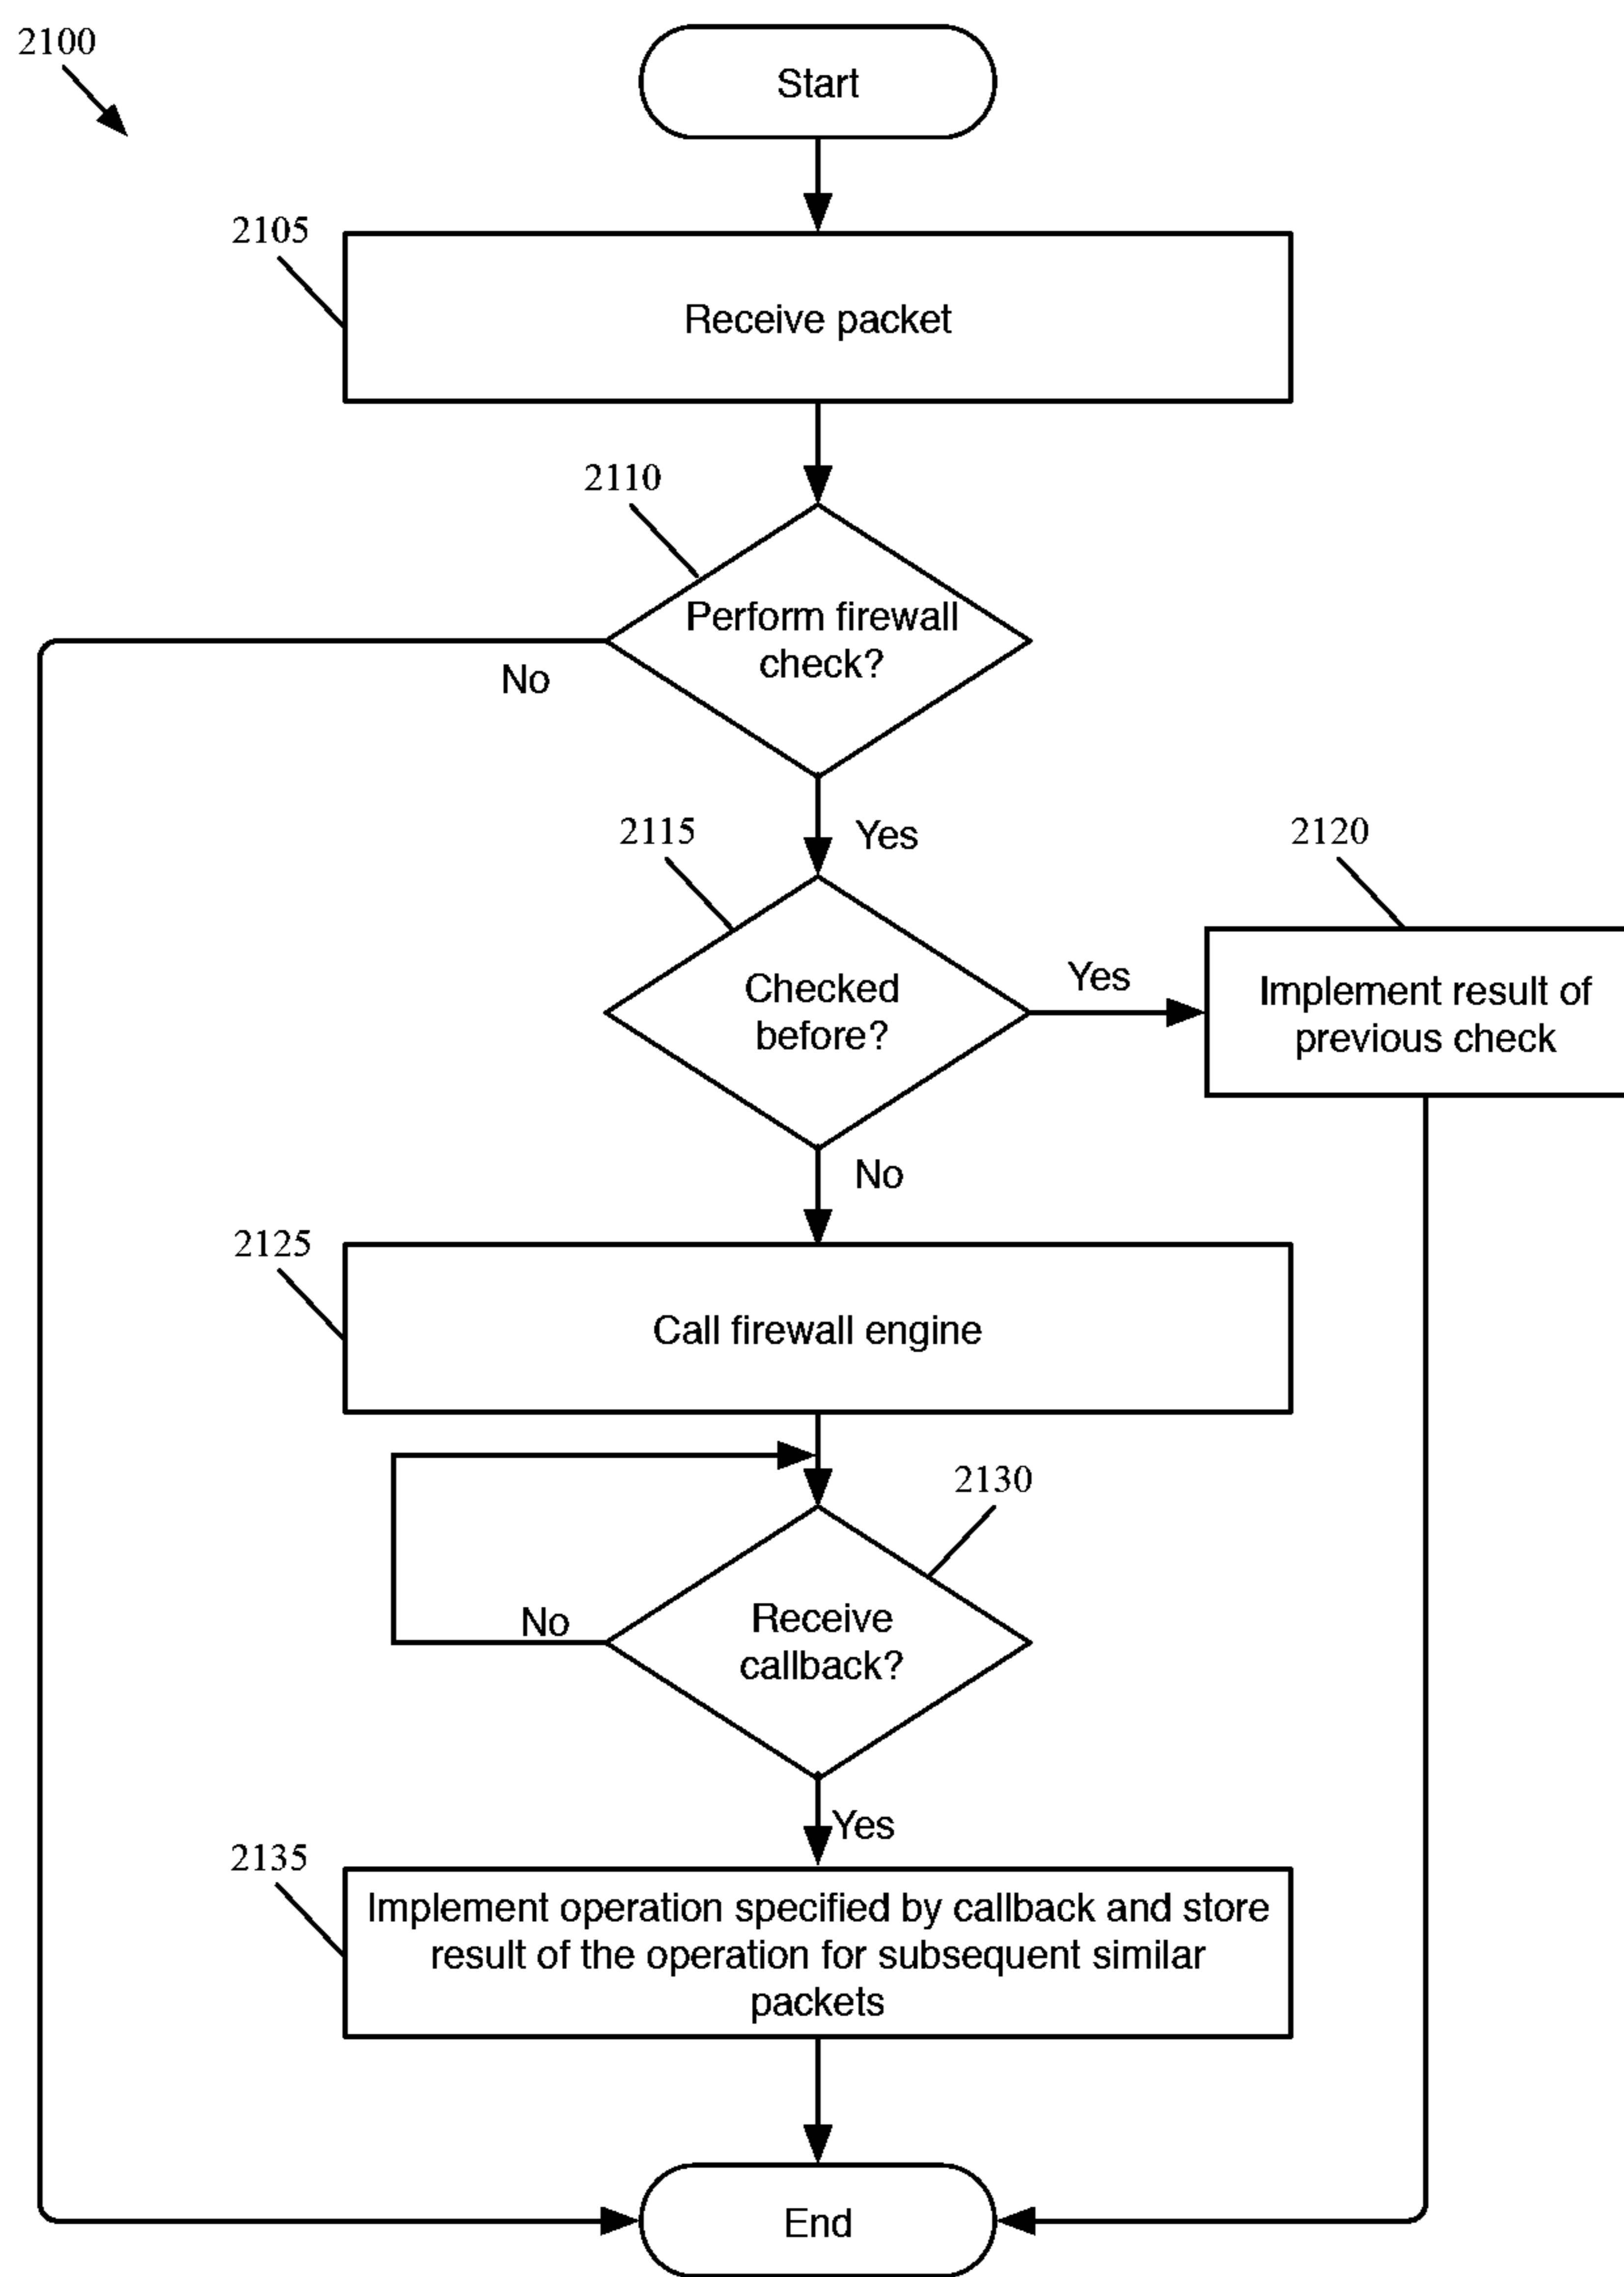 2100
Start
2105
Receive packet
2110
Perform firewall
check?
No
Yes
2115
2120
Checked
before?
Yes
Implement result of
previous check
No
2125
Call firewall engine
2130
Receive
callback?
No
Yes
2135
Implement operation specified by callback and store
result of the operation for subsequent similar
packets
End